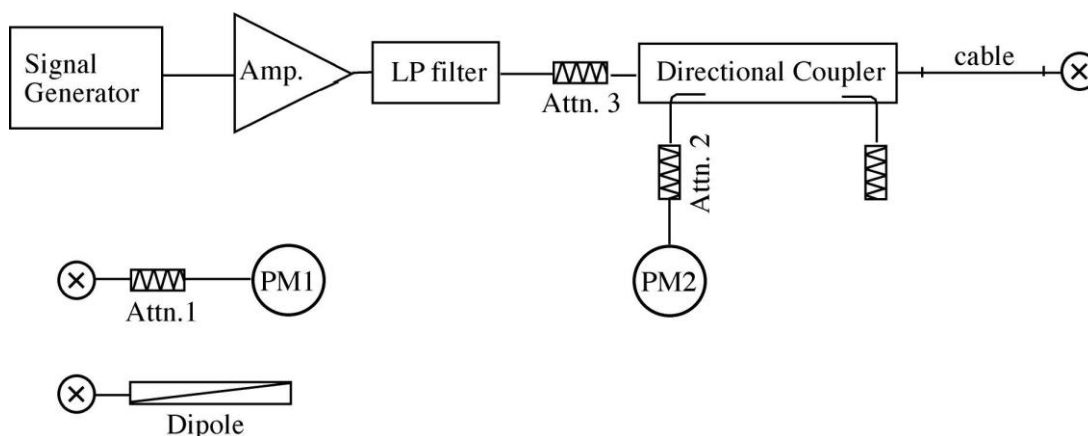 Signal
Generator
Amp.
LP filter
Attn. 3
Directional Coupler
cable
Attn. 2
PM1
Attn.1
PM2
Dipole